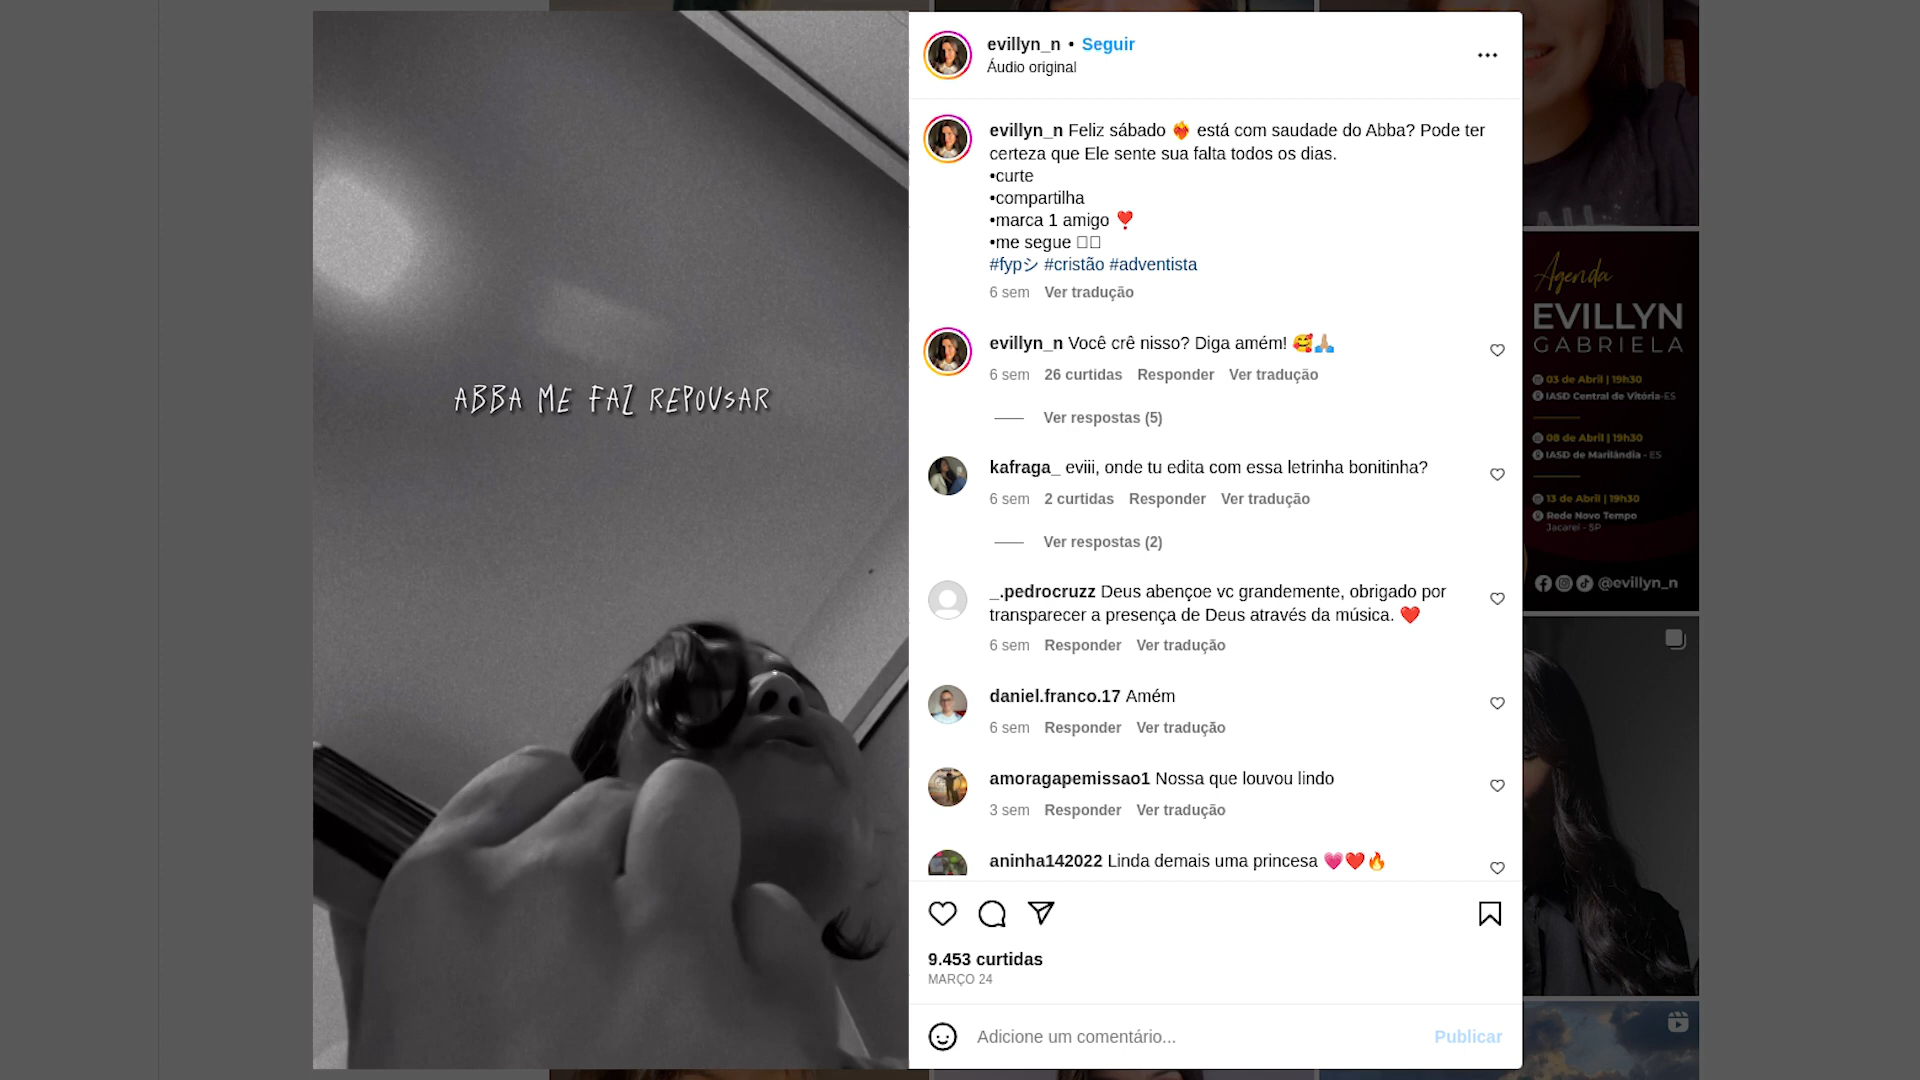 ABBA ME FAZ REPOUSAR
evillyn_n • Seguir
Áudio original
evillyn_n Feliz sábado ❤️‍🔥 está com saudade do Abba? Pode ter
certeza que Ele sente sua falta todos os dias.
•curte
•compartilha
•marca 1 amigo ❣️
•me segue
#fypシ #cristão #adventista
6 sem Ver tradução
evillyn_n Você crê nisso? Diga amém! 🥰🙏🏼
6 sem 26 curtidas Responder Ver tradução
Ver respostas (5)
kafraga_ eviii, onde tu edita com essa letrinha bonitinha?
6 sem 2 curtidas Responder Ver tradução
Ver respostas (2)
_.pedrocruzz Deus abençoe vc grandemente, obrigado por
transparecer a presença de Deus através da música. ❤️
6 sem Responder Ver tradução
daniel.franco.17 Amém
6 sem Responder Ver tradução
amoragapemissao1 Nossa que louvou lindo
3 sem Responder Ver tradução
aninha142022 Linda demais uma princesa 💗❤️🔥
9.453 curtidas
MARÇO 24
Adicione um comentário... Publicar
Agenda
EVILLYN
GABRIELA
03 de Abril | 19h30
IASD Central de Vitória-ES
08 de Abril | 19h30
IASD de Marilândia - ES
13 de Abril | 19h30
Rede Novo Tempo
Jacareí - SP
@evillyn_n